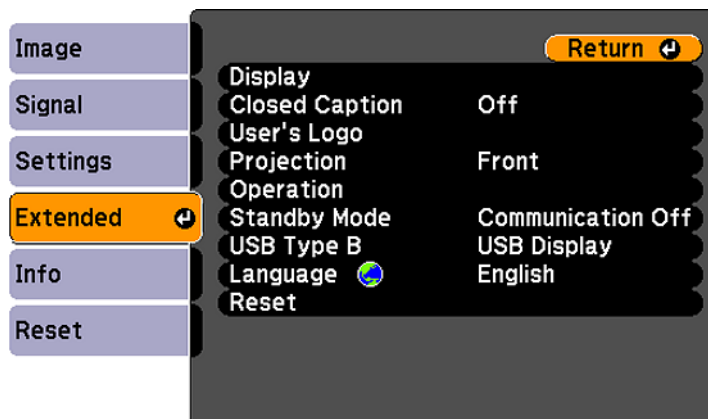 Image
Signal
Settings
Extended
Info
Reset
Return
Display
Closed Caption Off
User's Logo
Projection Front
Operation
Standby Mode Communication Off
USB Type B USB Display
Language English
Reset